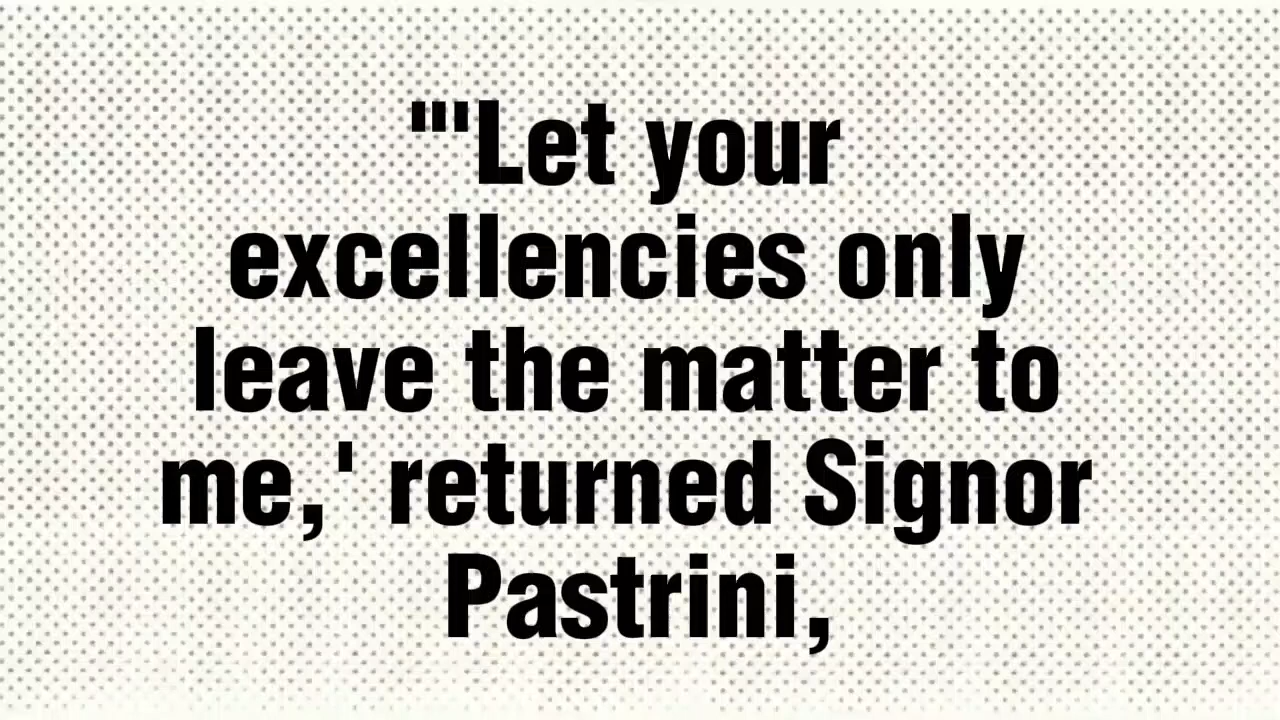 "'Let your
excellencies only
leave the matter to
me,' returned Signor
Pastrini,